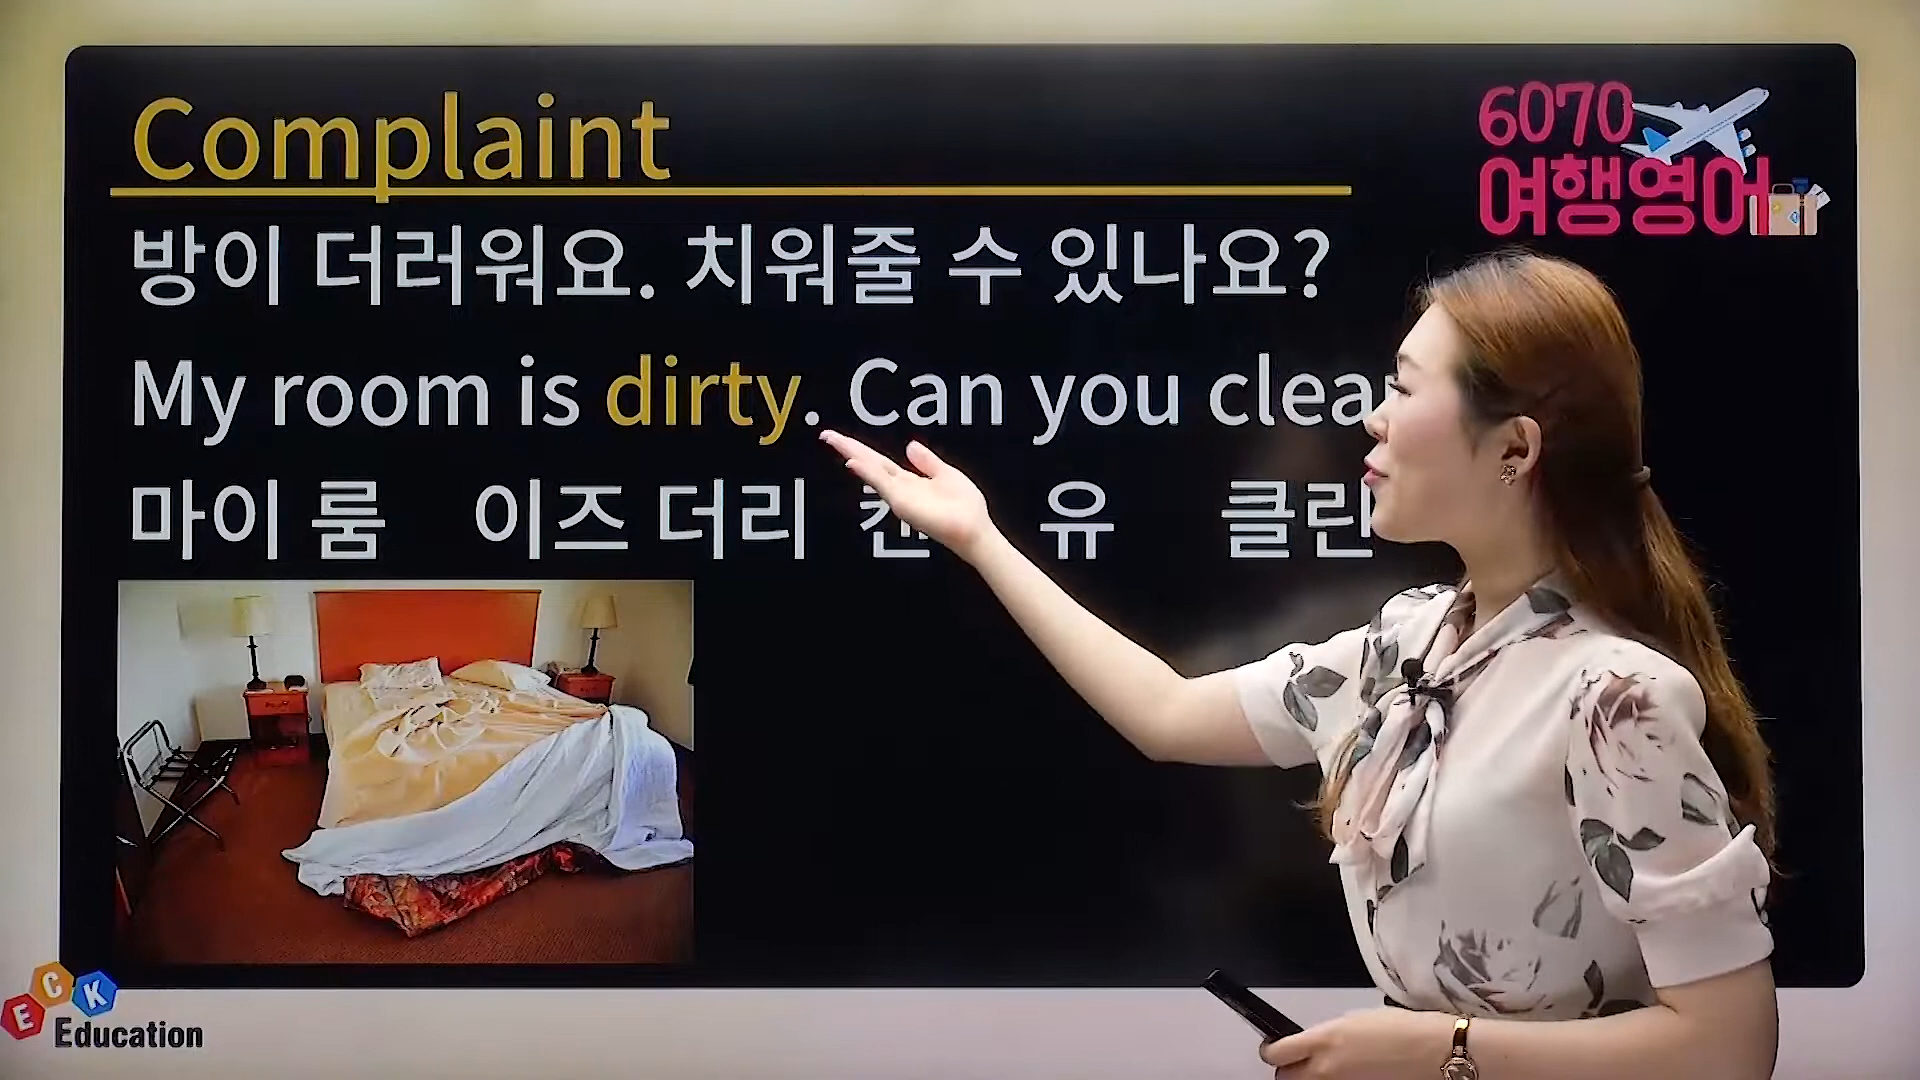 Complaint
6070
여행영어
방이 더러워요. 치워줄 수 있나요?
My room is dirty. Can you
마이 룸 이즈 더리 캔 유 클린
ECK
Education